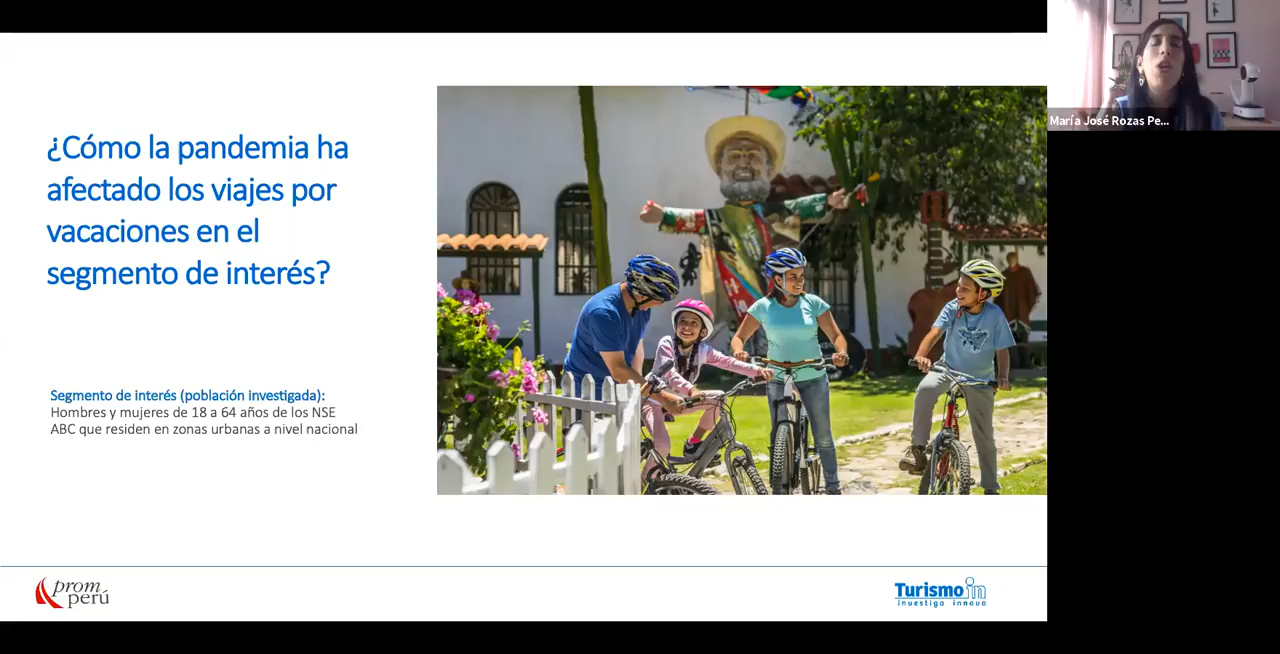 ¿Cómo la pandemia ha
afectado los viajes por
vacaciones en el
segmento de interés?
Segmento de interés (población investigada):
Hombres y mujeres de 18 a 64 años de los NSE
ABC que residen en zonas urbanas a nivel nacional
prom
perú
Turismo in
investiga innova
María José Rozas Pe...